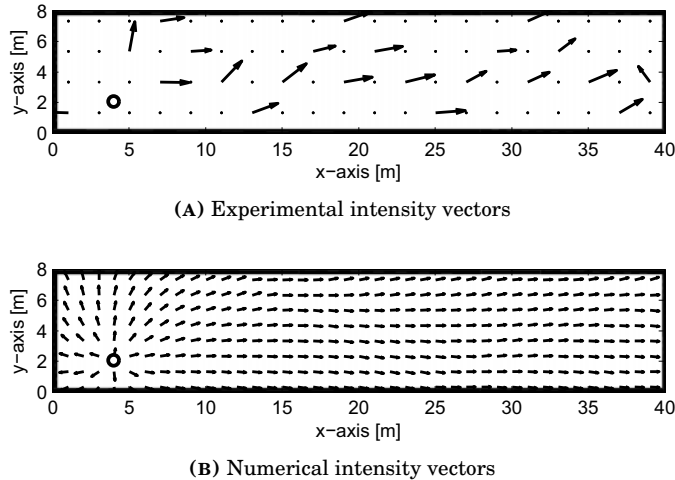 8
6
4
2
0
y−axis [m]
0 5 10 15 20 25 30 35 40
x−axis [m]
(A) Experimental intensity vectors
8
6
4
2
0
y−axis [m]
0 5 10 15 20 25 30 35 40
x−axis [m]
(B) Numerical intensity vectors